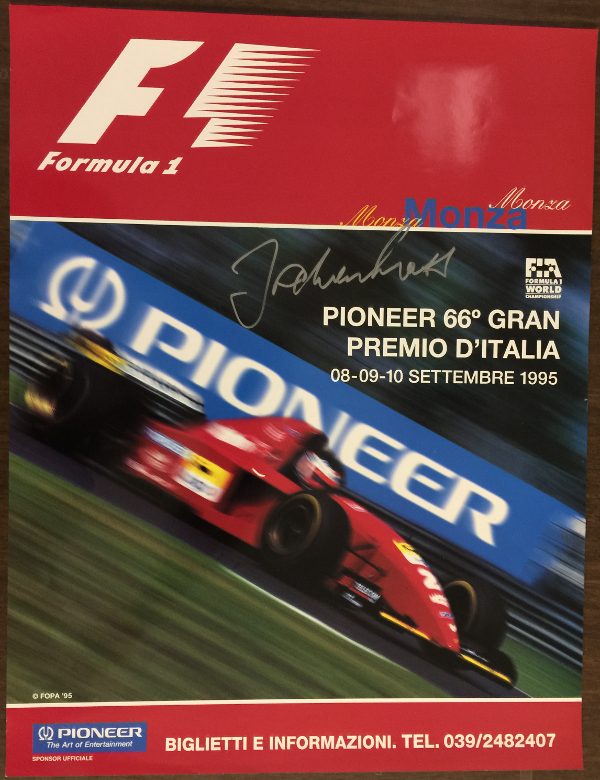 F1
Formula 1
Monza Monza Monza
FIA
FORMULA 1
WORLD
CHAMPIONSHIP
PIONEER 66º GRAN
PREMIO D'ITALIA
08-09-10 SETTEMBRE 1995
PIONEER
© FOPA '95
PIONEER
The Art of Entertainment
SPONSOR UFFICIALE
BIGLIETTI E INFORMAZIONI. TEL. 039/2482407